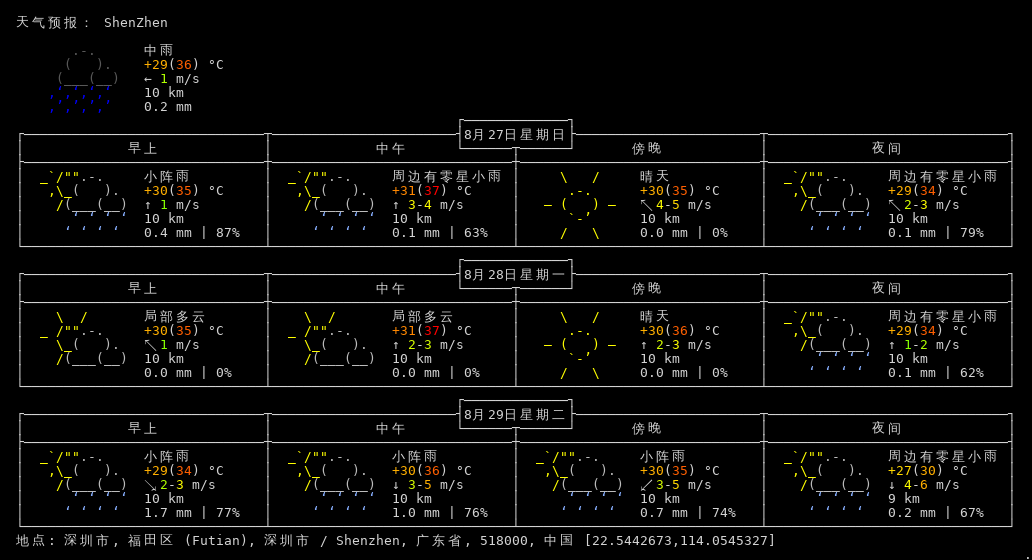 天气预报： ShenZhen
中雨
+29(36) °C
← 1 m/s
10 km
0.2 mm
8月27日星期日
早上 中午 傍晚 夜间
小阵雨 周边有零星小雨 晴天 周边有零星小雨
+30(35) °C +31(37) °C +30(35) °C +29(34) °C
↑ 1 m/s ↑ 3-4 m/s ↖ 4-5 m/s ↖ 2-3 m/s
10 km 10 km 10 km 10 km
0.4 mm | 87% 0.1 mm | 63% 0.0 mm | 0% 0.1 mm | 79%
8月28日星期一
早上 中午 傍晚 夜间
局部多云 局部多云 晴天 周边有零星小雨
+30(35) °C +31(37) °C +30(36) °C +29(34) °C
↖ 1 m/s ↑ 2-3 m/s ↑ 2-3 m/s ↑ 1-2 m/s
10 km 10 km 10 km 10 km
0.0 mm | 0% 0.0 mm | 0% 0.0 mm | 0% 0.1 mm | 62%
8月29日星期二
早上 中午 傍晚 夜间
小阵雨 小阵雨 小阵雨 周边有零星小雨
+29(34) °C +30(36) °C +30(35) °C +27(30) °C
↘ 2-3 m/s ↓ 3-5 m/s ↙ 3-5 m/s ↓ 4-6 m/s
10 km 10 km 10 km 9 km
1.7 mm | 77% 1.0 mm | 76% 0.7 mm | 74% 0.2 mm | 67%
地点: 深圳市, 福田区 (Futian), 深圳市 / Shenzhen, 广东省, 518000, 中国 [22.5442673,114.0545327]